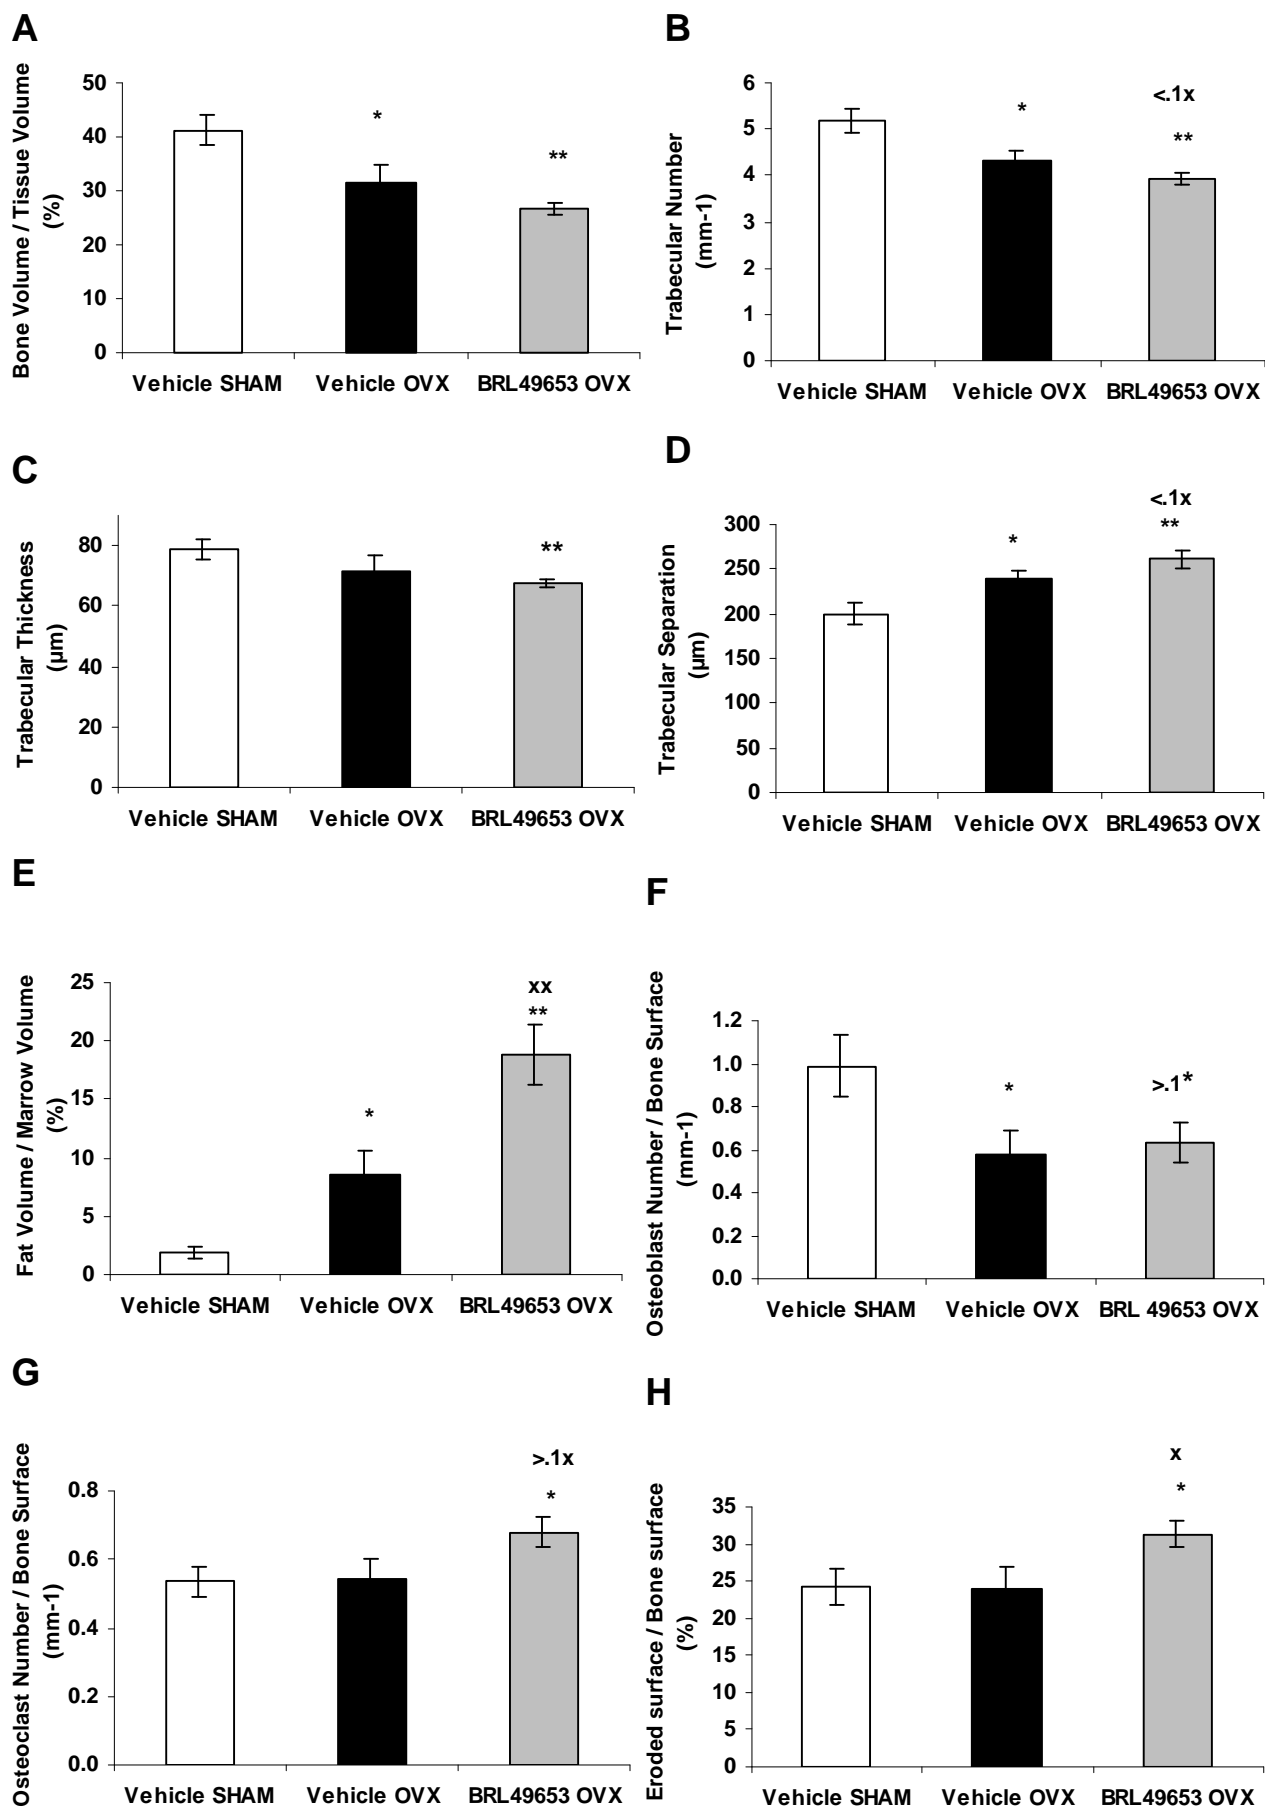 A
Bone Volume / Tissue Volume
(%)
50
40
30
20
10
0
*
**
Vehicle SHAM
Vehicle OVX
BRL49653 OVX
B
Trabecular Number
(mm-1)
6
5
4
3
2
1
0
*
<.1x
**
Vehicle SHAM
Vehicle OVX
BRL49653 OVX
C
Trabecular Thickness
(µm)
80
60
40
20
0
**
Vehicle SHAM
Vehicle OVX
BRL49653 OVX
D
Trabecular Separation
(µm)
300
250
200
150
100
50
0
*
<.1x
**
Vehicle SHAM
Vehicle OVX
BRL49653 OVX
E
Fat Volume / Marrow Volume
(%)
25
20
15
10
5
0
*
xx
**
Vehicle SHAM
Vehicle OVX
BRL49653 OVX
F
Osteoblast Number / Bone Surface
(mm-1)
1.2
1.0
0.8
0.6
0.4
0.2
0.0
*
>.1*
Vehicle SHAM
Vehicle OVX
BRL 49653 OVX
G
Osteoclast Number / Bone Surface
(mm-1)
0.8
0.6
0.4
0.2
0.0
>.1x
*
Vehicle SHAM
Vehicle OVX
BRL49653 OVX
H
Eroded surface / Bone surface
(%)
35
30
25
20
15
10
5
0
x
*
Vehicle SHAM
Vehicle OVX
BRL49653 OVX